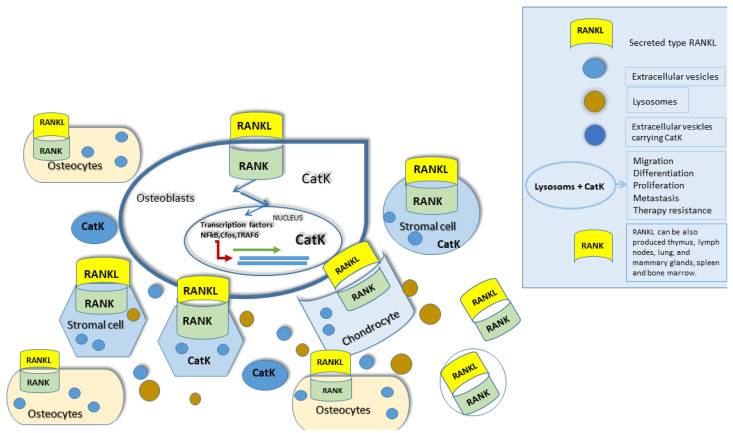 RANKL
RANK
Osteocytes
RANKL
RANK
CatK
Osteoblasts
NUCLEUS
Transcription factors
NFkB,Cfos,TRAF6
CatK
RANKL
RANK
Stromal cell
CatK
CatK
RANKL
RANK
Stromal cell
RANKL
RANK
CatK
RANKL
RANK
Chondrocyte
RANKL
RANK
Osteocytes
CatK
RANKL
RANK
Osteocytes
RANKL
RANK
RANKL
RANK
RANKL
Secreted type RANKL
Extracellular vesicles
Lysosomes
Extracellular vesicles
carrying CatK
Lysosoms + CatK
Migration
Differentiation
Proliferation
Metastasis
Therapy resistance
RANK
RANKL can be also
produced thymus, lymph
nodes, lung, and
mammary glands, spleen
and bone marrow.